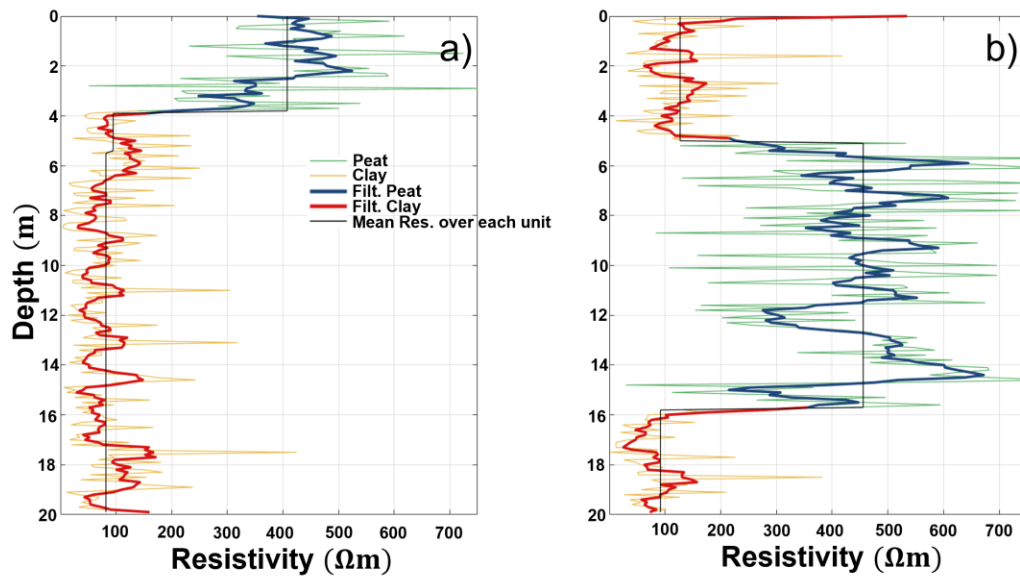 a)
0
2
4
6
8
10
12
14
16
18
20
Depth (m)
100 200 300 400 500 600 700
Resistivity (Ωm)
Peat
Clay
Filt. Peat
Filt. Clay
Mean Res. over each unit
b)
0
2
4
6
8
10
12
14
16
18
20
100 200 300 400 500 600 700
Resistivity (Ωm)